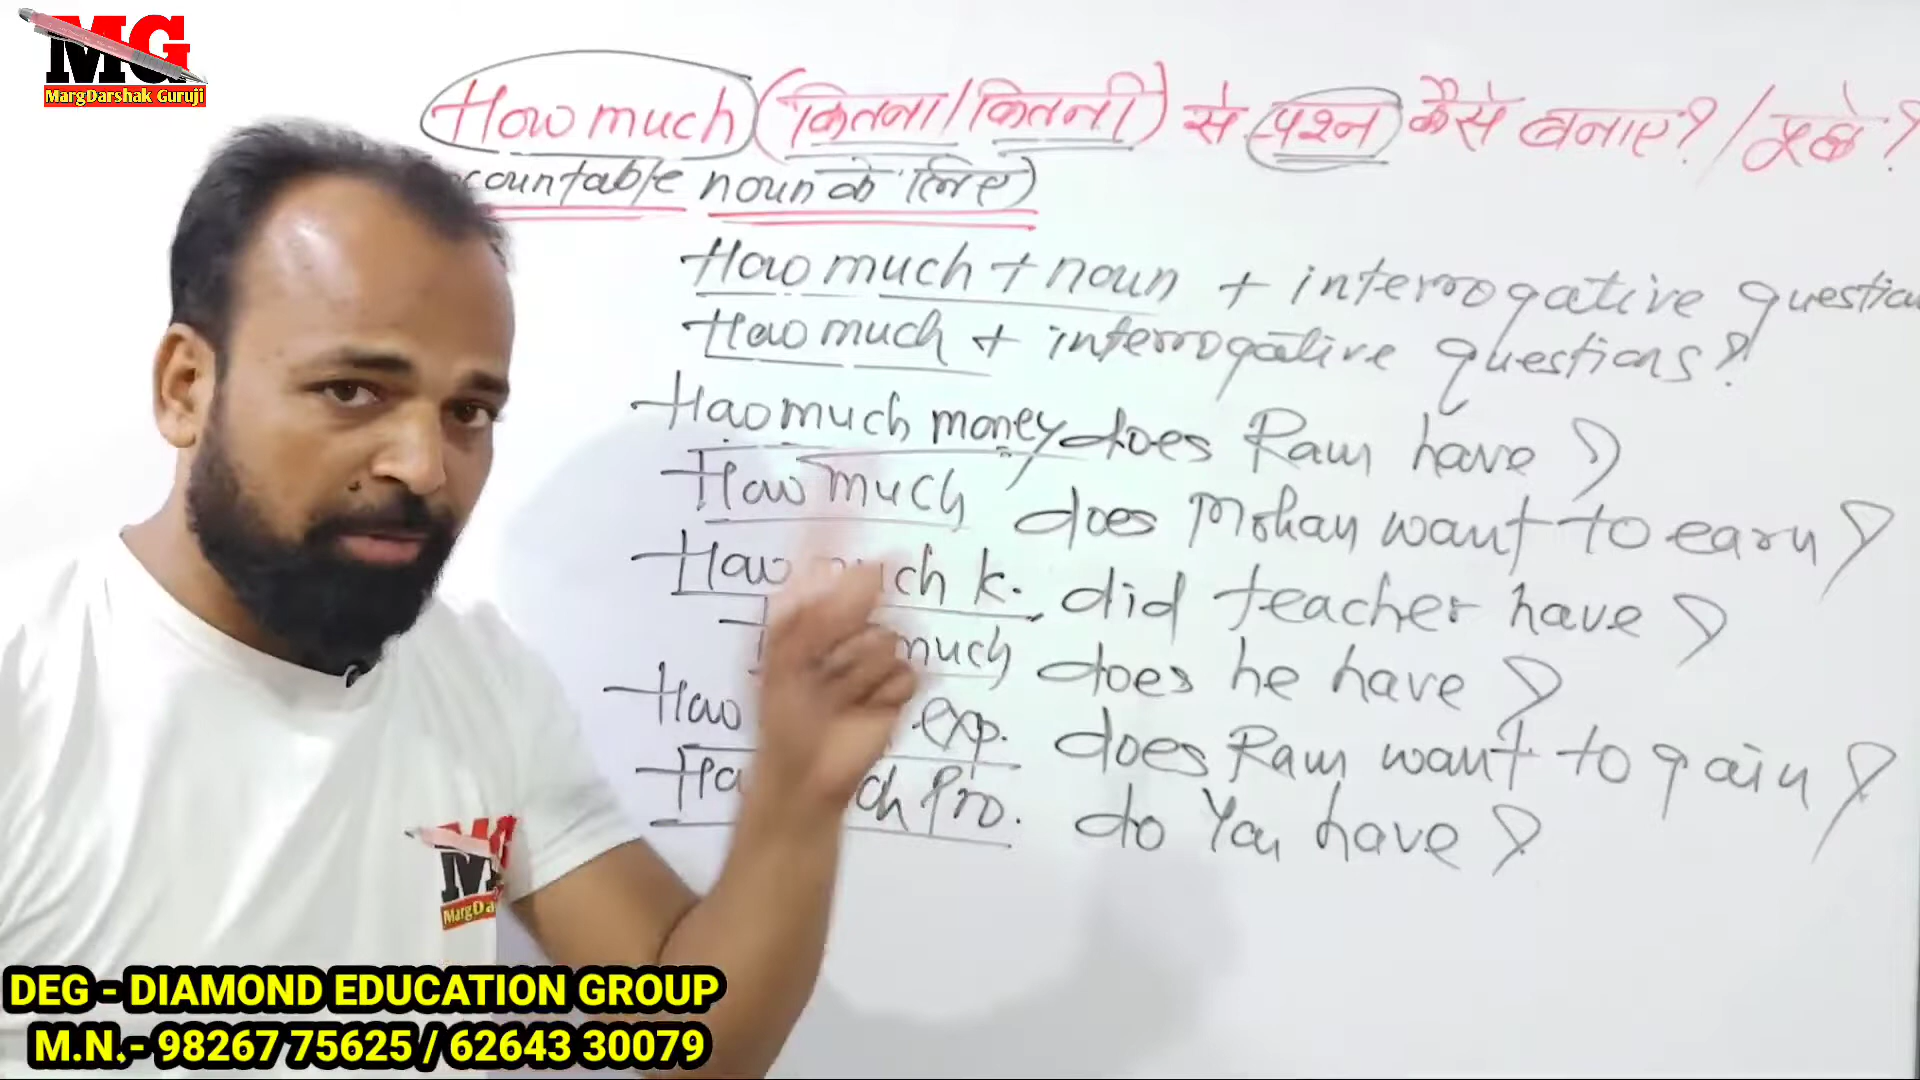 MG
MargDarshak Guruji
How much (कितना/कितनी) से प्रश्न कैसे बनाए? / पूछे?
countable noun के लिए)
How much + noun + interrogative question
How much + interrogative questions?
How much money does Ram have ?
How much does Mohan want to earn ?
How much k. did teacher have ?
much does he have ?
How exp. does Ram want to gain ?
Pro. do You have ?
MG
MargDa
DEG - DIAMOND EDUCATION GROUP
M.N.- 98267 75625 / 62643 30079